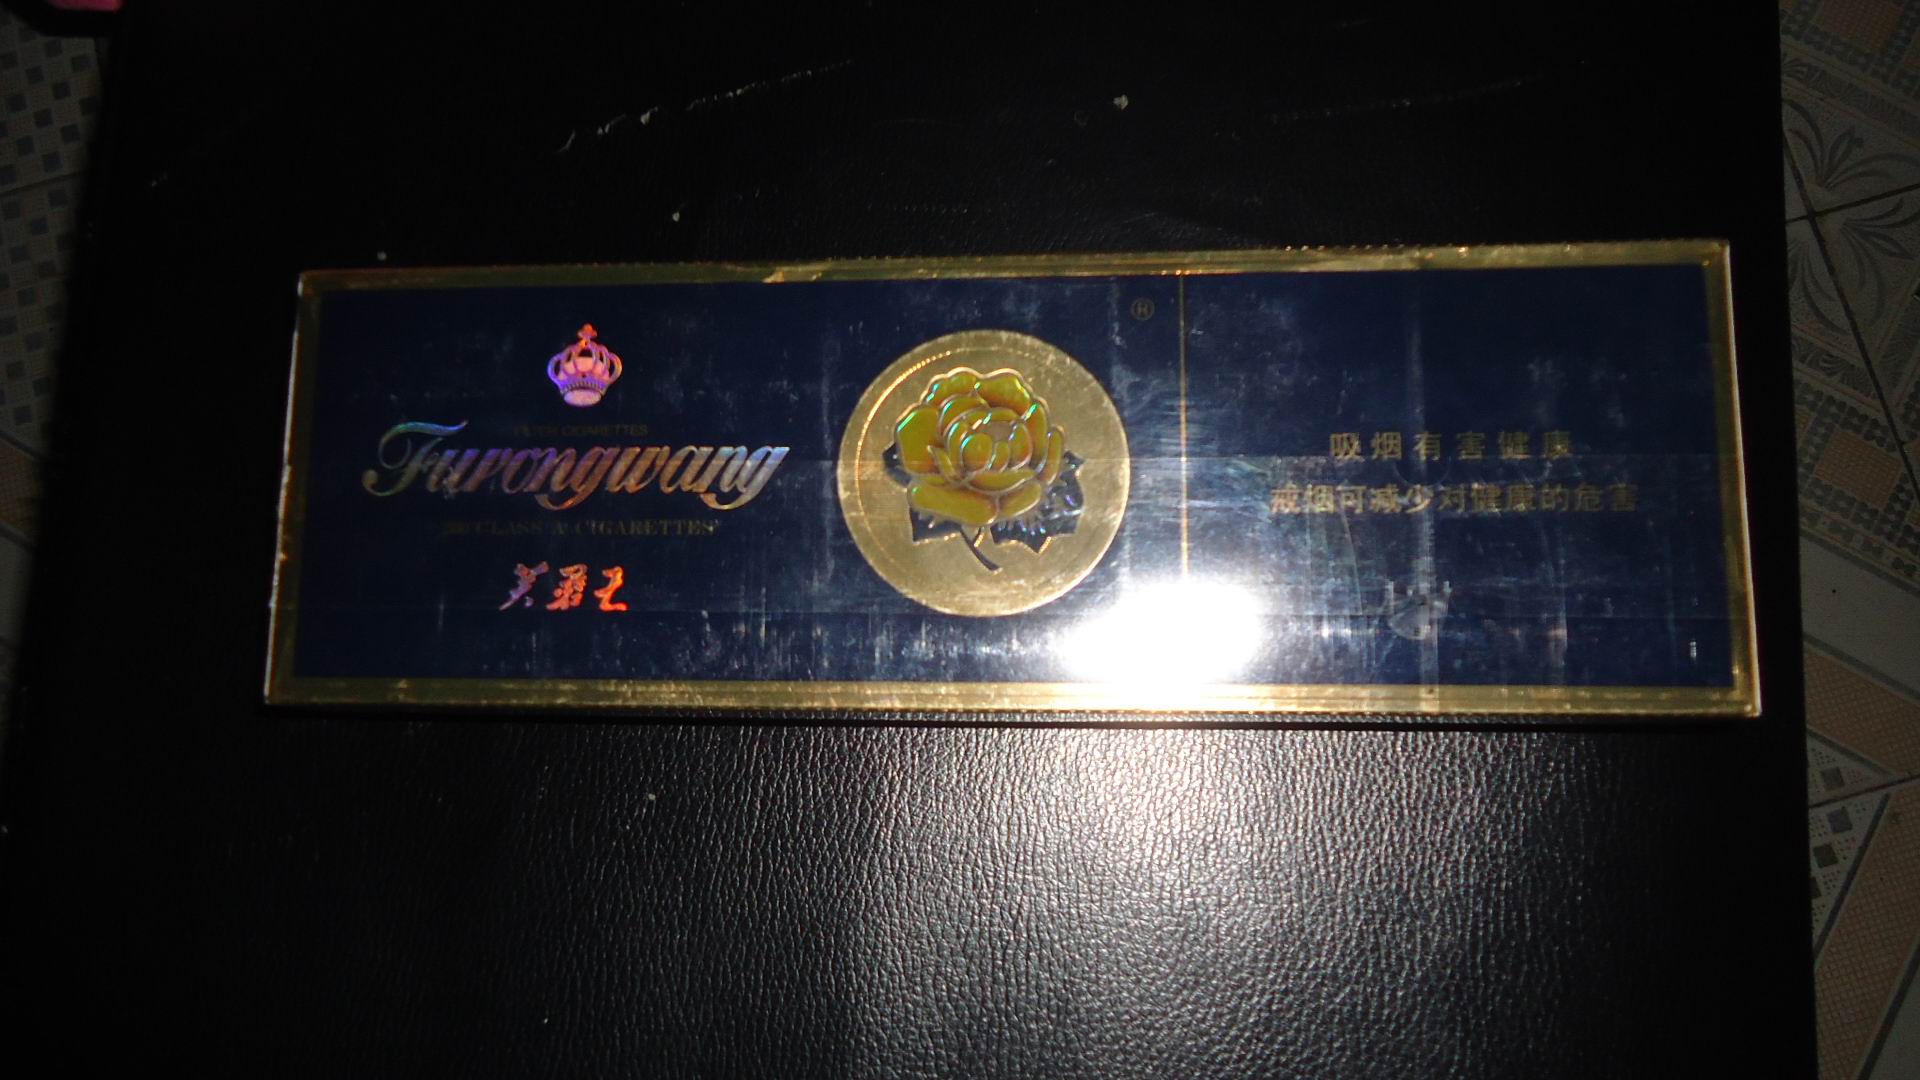 FILTER CIGARETTES
Furongwang
CLASS A CIGARETTES
芙蓉王
®
吸烟有害健康
戒烟可减少对健康的危害